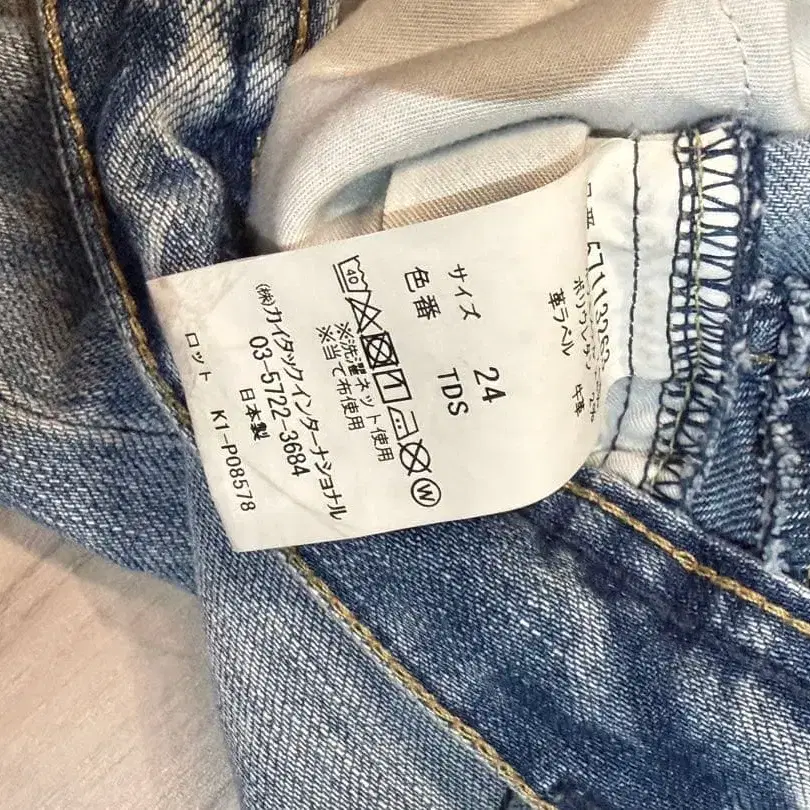 ポリウレタン
革ラベル 牛革
サイズ 24
色番 TDS
40
W
※洗濯ネット使用
※当て布使用
(株)カイタックインターナショナル
03-5722-3684
日本製
ロット K1-P08578